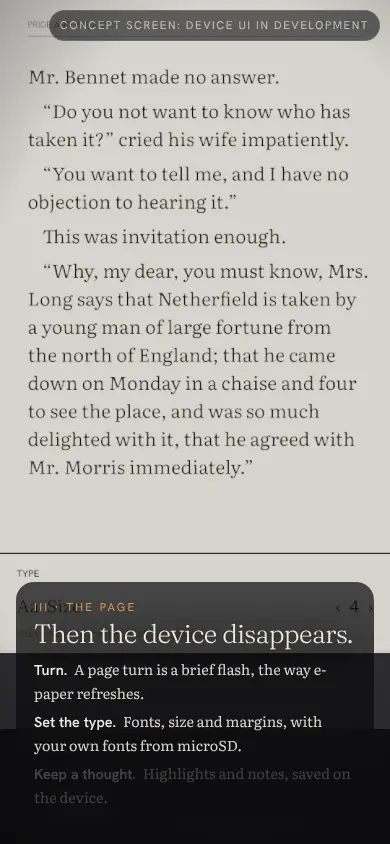 PRIDE
CONCEPT SCREEN: DEVICE UI IN DEVELOPMENT
Mr. Bennet made no answer.
“Do you not want to know who has
taken it?” cried his wife impatiently.
“You want to tell me, and I have no
objection to hearing it.”
This was invitation enough.
“Why, my dear, you must know, Mrs.
Long says that Netherfield is taken by
a young man of large fortune from
the north of England; that he came
down on Monday in a chaise and four
to see the place, and was so much
delighted with it, that he agreed with
Mr. Morris immediately.”
TYPE
Aa Size ‹ 4 ›
III · THE PAGE
Then the device disappears.
Turn. A page turn is a brief flash, the way e-
paper refreshes.
Set the type. Fonts, size and margins, with
your own fonts from microSD.
Keep a thought. Highlights and notes, saved on
the device.